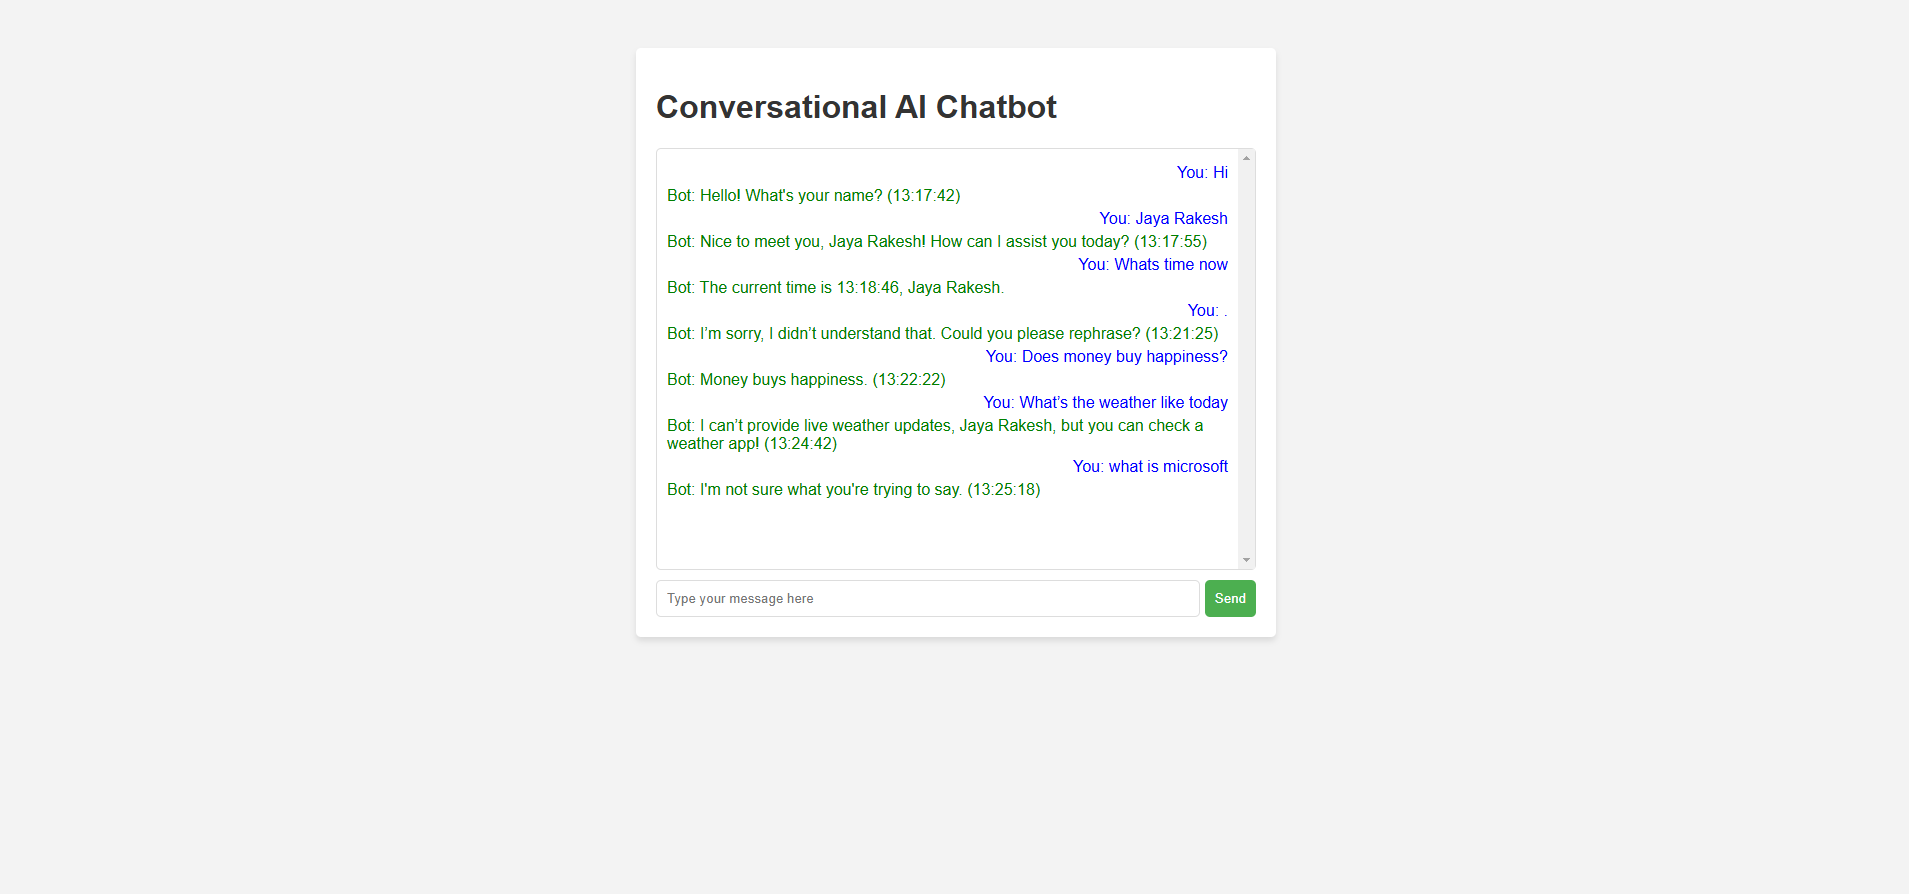 Conversational AI Chatbot
You: Hi
Bot: Hello! What's your name? (13:17:42)
You: Jaya Rakesh
Bot: Nice to meet you, Jaya Rakesh! How can I assist you today? (13:17:55)
You: Whats time now
Bot: The current time is 13:18:46, Jaya Rakesh.
You: .
Bot: I’m sorry, I didn’t understand that. Could you please rephrase? (13:21:25)
You: Does money buy happiness?
Bot: Money buys happiness. (13:22:22)
You: What’s the weather like today
Bot: I can’t provide live weather updates, Jaya Rakesh, but you can check a
weather app! (13:24:42)
You: what is microsoft
Bot: I'm not sure what you're trying to say. (13:25:18)
Type your message here
Send